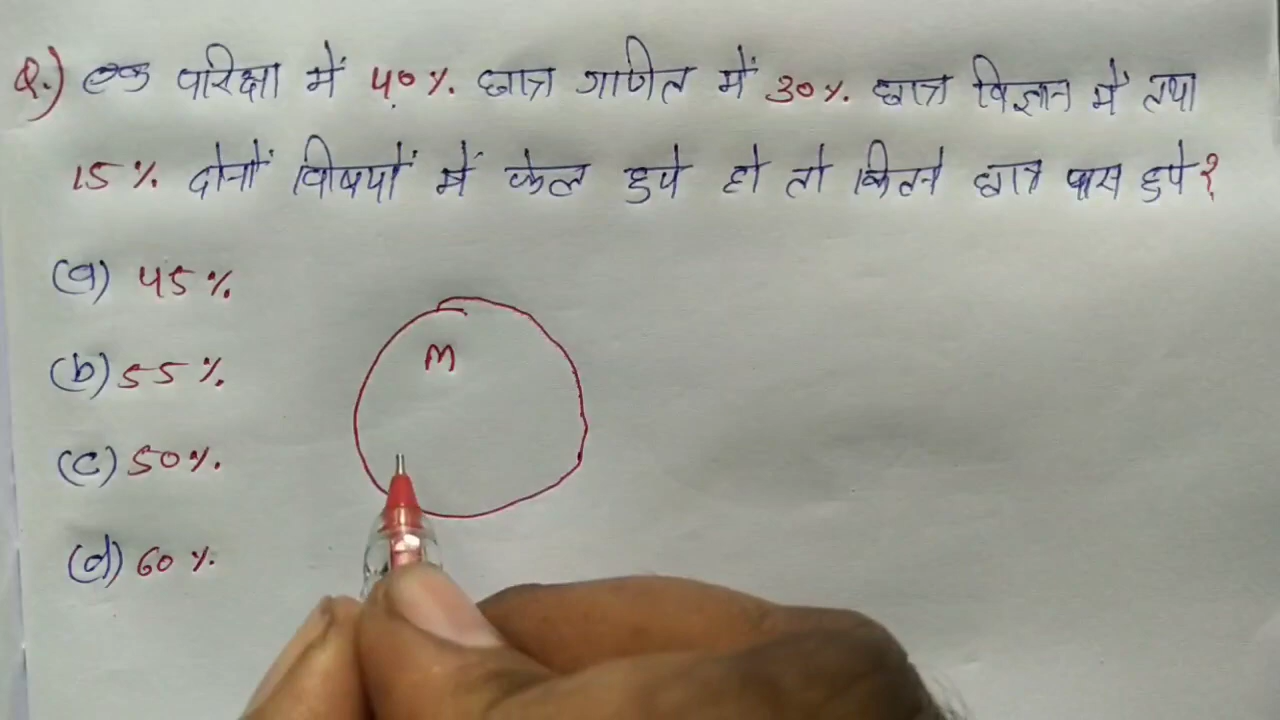 Q.) एक परिक्षा में 40%. छात्र गणित में 30%. छात्र विज्ञान में तथा
15%. दोनों विषयों में फेल हुये हो तो कितने छात्र पास हुये?
(a) 45%.
(b) 55%.
(c) 50%.
(d) 60%.
M